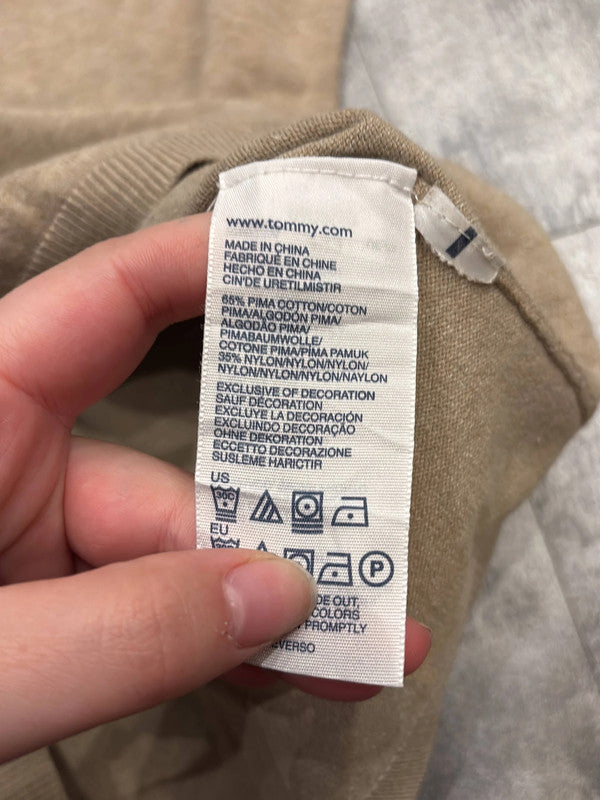 www.tommy.com
MADE IN CHINA
FABRIQUÉ EN CHINE
HECHO EN CHINA
CIN'DE URETILMISTIR
65% PIMA COTTON/COTON
PIMA/ALGODÓN PIMA/
ALGODÃO PIMA/
PIMABAUMWOLLE/
COTONE PIMA/PIMA PAMUK
35% NYLON/NYLON/NYLON/
NYLON/NYLON/NYLON/NAYLON
EXCLUSIVE OF DECORATION
SAUF DÉCORATION
EXCLUYE LA DECORACIÓN
EXCLUINDO DECORAÇÃO
OHNE DEKORATION
ECCETTO DECORAZIONE
SUSLEME HARICTIR
US
30C
EU
P
DE OUT,
COLORS
PROMPTLY
EVERSO